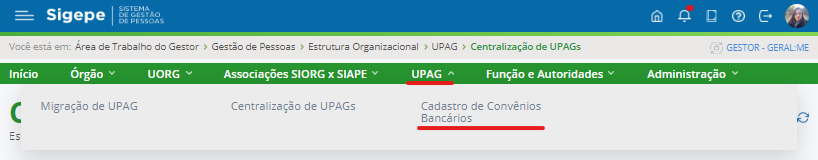 Sigepe SISTEMA
DE GESTÃO
DE PESSOAS
Você está em: Área de Trabalho do Gestor > Gestão de Pessoas > Estrutura Organizacional > UPAG > Centralização de UPAGs GESTOR - GERAL:ME
Início Órgão UORG Associações SIORG x SIAPE UPAG Função e Autoridades Administração
Migração de UPAG Centralização de UPAGs Cadastro de Convênios
Bancários
Es